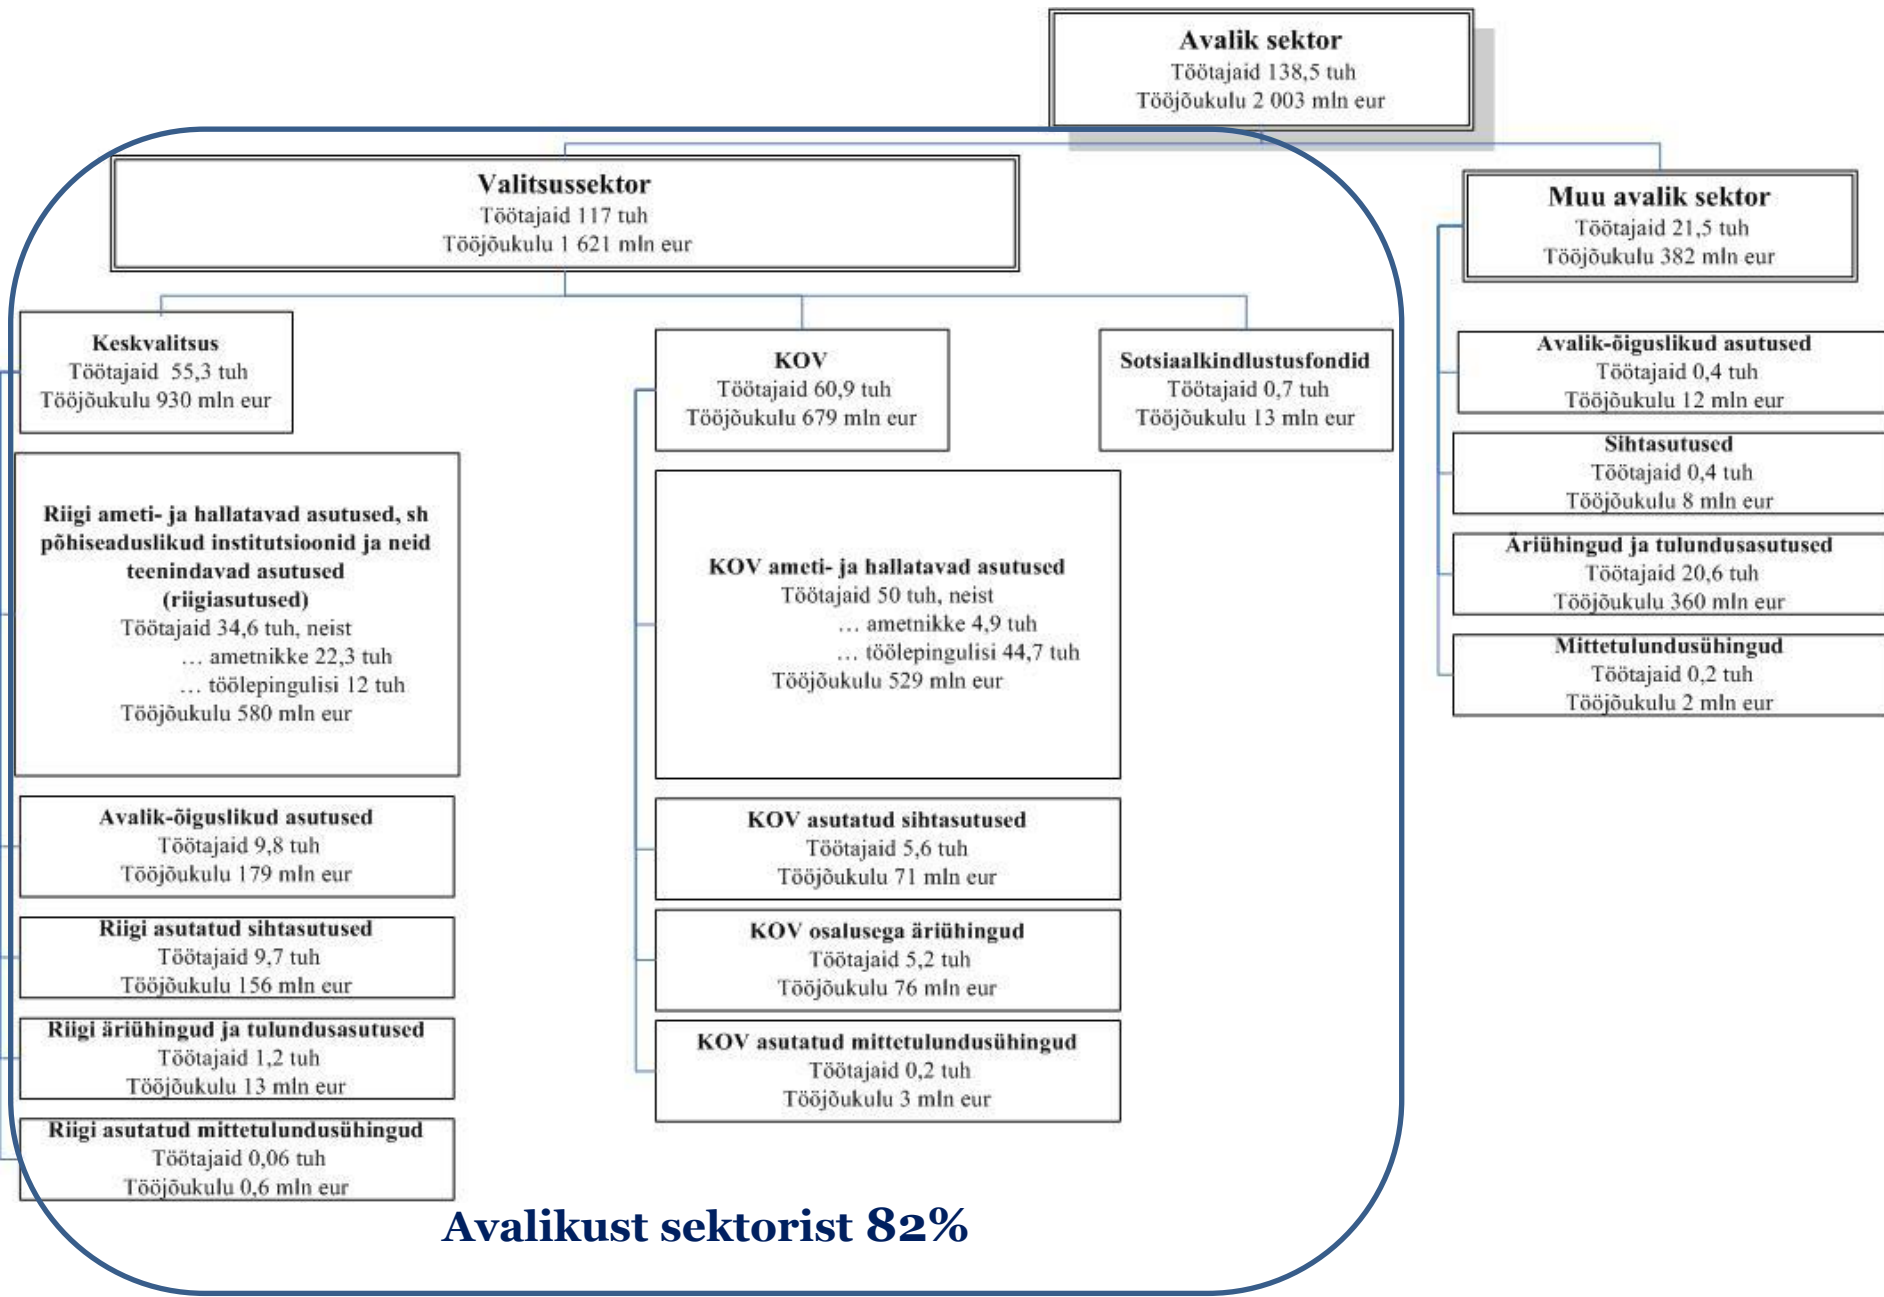 Avalik sektor
Töötajaid 138,5 tuh
Tööjõukulu 2 003 mln eur
Valitsussektor
Töötajaid 117 tuh
Tööjõukulu 1 621 mln eur
Muu avalik sektor
Töötajaid 21,5 tuh
Tööjõukulu 382 mln eur
Keskvalitsus
Töötajaid 55,3 tuh
Tööjõukulu 930 mln eur
KOV
Töötajaid 60,9 tuh
Tööjõukulu 679 mln eur
Sotsiaalkindlustusfondid
Töötajaid 0,7 tuh
Tööjõukulu 13 mln eur
Riigi ameti- ja hallatavad asutused, sh
põhiseaduslikud institutsioonid ja neid
teenindavad asutused
(riigiasutused)
Töötajaid 34,6 tuh, neist
… ametnikke 22,3 tuh
… töölepingulisi 12 tuh
Tööjõukulu 580 mln eur
Avalik-õiguslikud asutused
Töötajaid 9,8 tuh
Tööjõukulu 179 mln eur
Riigi asutatud sihtasutused
Töötajaid 9,7 tuh
Tööjõukulu 156 mln eur
Riigi äriühingud ja tulundusasutused
Töötajaid 1,2 tuh
Tööjõukulu 13 mln eur
Riigi asutatud mittetulundusühingud
Töötajaid 0,06 tuh
Tööjõukulu 0,6 mln eur
KOV ameti- ja hallatavad asutused
Töötajaid 50 tuh, neist
… ametnikke 4,9 tuh
… töölepingulisi 44,7 tuh
Tööjõukulu 529 mln eur
KOV asutatud sihtasutused
Töötajaid 5,6 tuh
Tööjõukulu 71 mln eur
KOV osalusega äriühingud
Töötajaid 5,2 tuh
Tööjõukulu 76 mln eur
KOV asutatud mittetulundusühingud
Töötajaid 0,2 tuh
Tööjõukulu 3 mln eur
Avalik-õiguslikud asutused
Töötajaid 0,4 tuh
Tööjõukulu 12 mln eur
Sihtasutused
Töötajaid 0,4 tuh
Tööjõukulu 8 mln eur
Äriühingud ja tulundusasutused
Töötajaid 20,6 tuh
Tööjõukulu 360 mln eur
Mittetulundusühingud
Töötajaid 0,2 tuh
Tööjõukulu 2 mln eur
Avalikust sektorist 82%